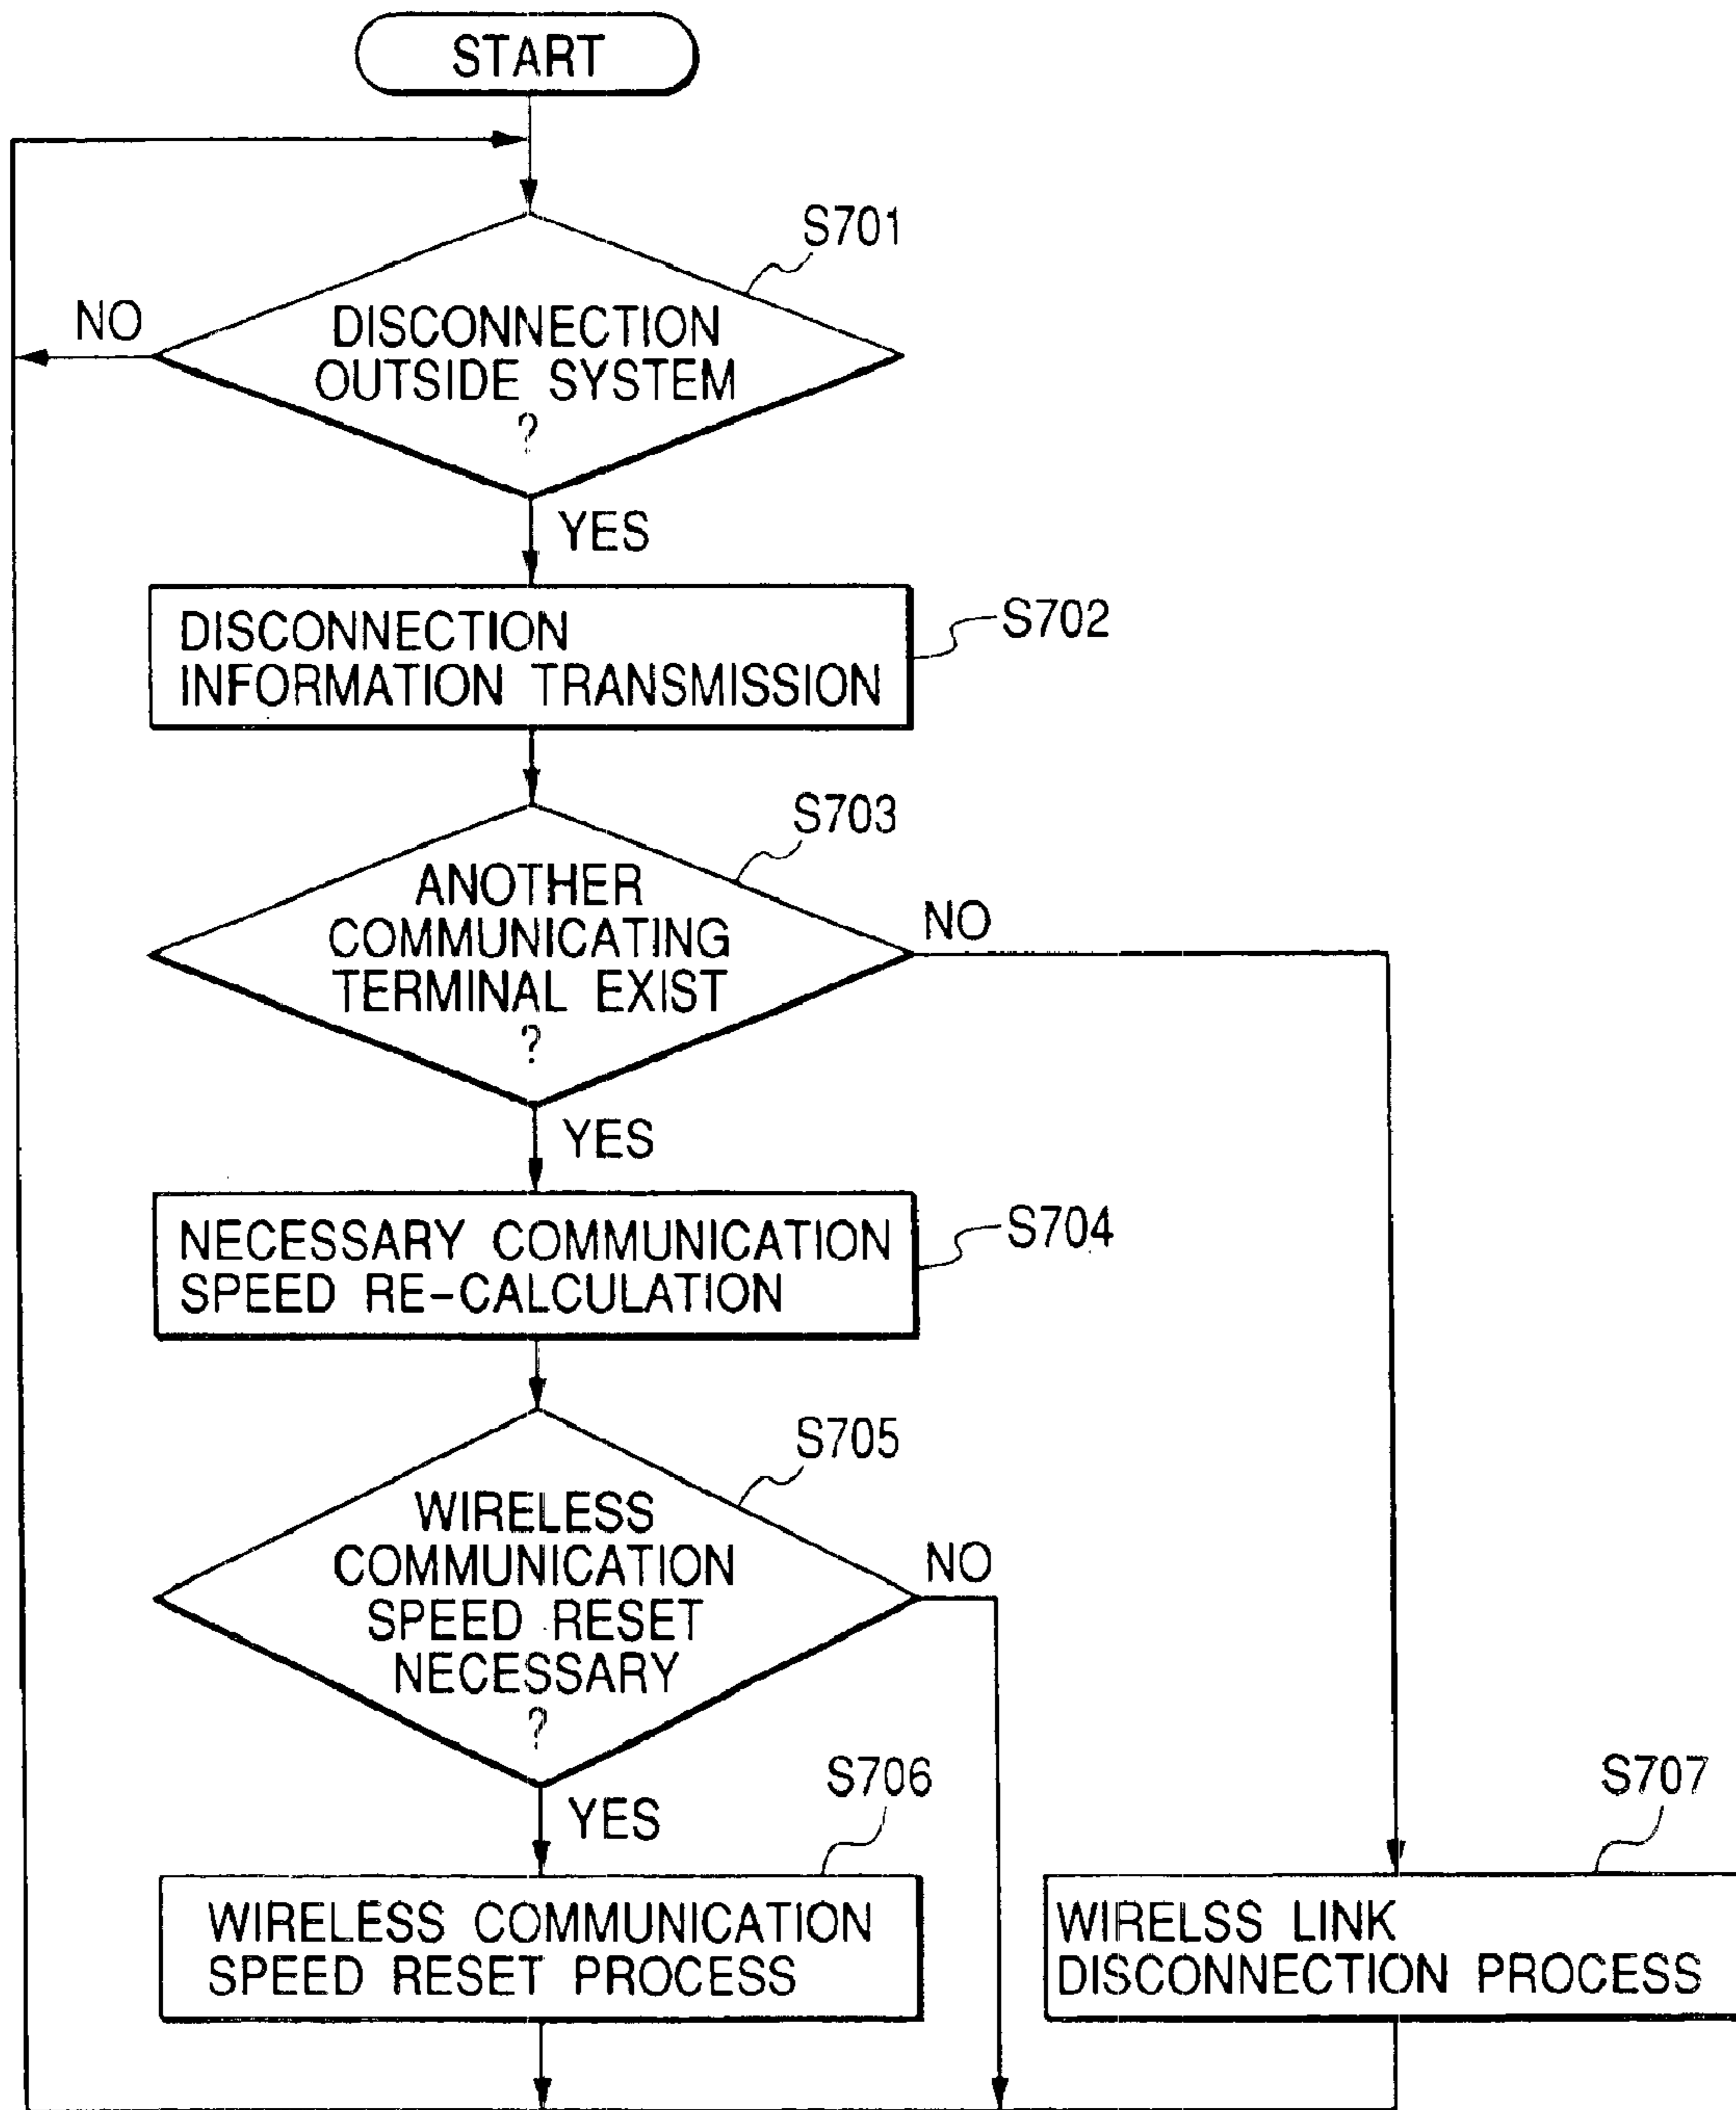 START
S701
NO
DISCONNECTION
OUTSIDE SYSTEM
?
YES
DISCONNECTION
INFORMATION TRANSMISSION
S702
S703
ANOTHER
COMMUNICATING
TERMINAL EXIST
?
NO
YES
NECESSARY COMMUNICATION
SPEED RE-CALCULATION
S704
S705
WIRELESS
COMMUNICATION
SPEED RESET
NECESSARY
?
NO
YES
S706
S707
WIRELESS COMMUNICATION
SPEED RESET PROCESS
WIRELSS LINK
DISCONNECTION PROCESS